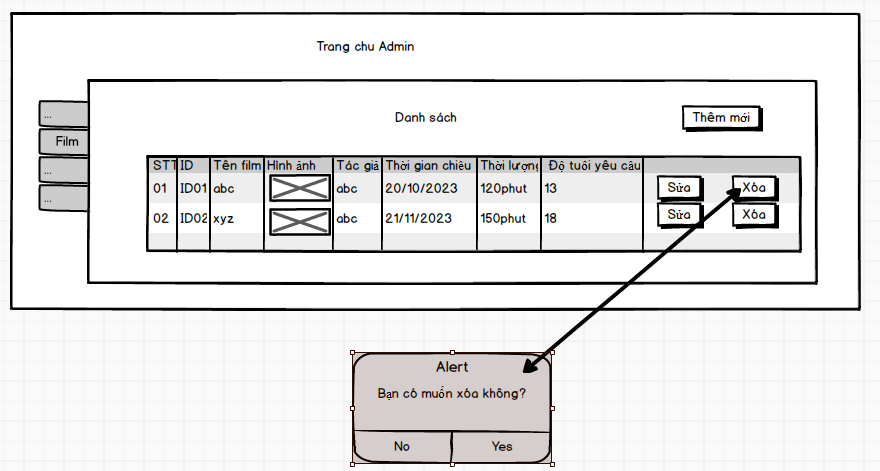 Trang chu Admin
...
Film
...
...
Danh sách
Thêm mới
STT ID Tên film Hình ảnh Tác giả Thời gian chiếu Thời lượng Độ tuổi yêu cầu
01 ID01 abc abc 20/10/2023 120phut 13 Sửa Xóa
02 ID02 xyz abc 21/11/2023 150phut 18 Sửa Xóa
Alert
Bạn có muốn xóa không?
No Yes